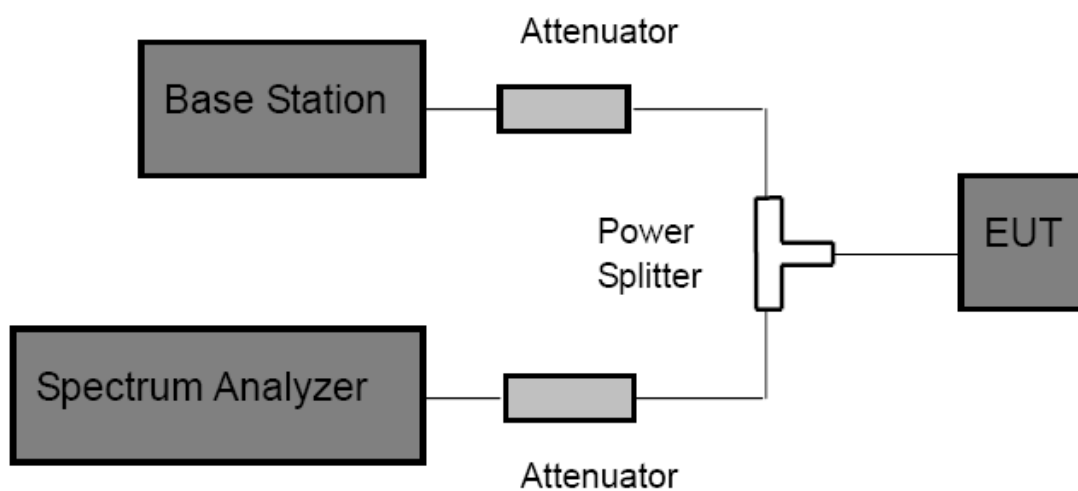 Attenuator
Base Station
Power
Splitter
EUT
Spectrum Analyzer
Attenuator